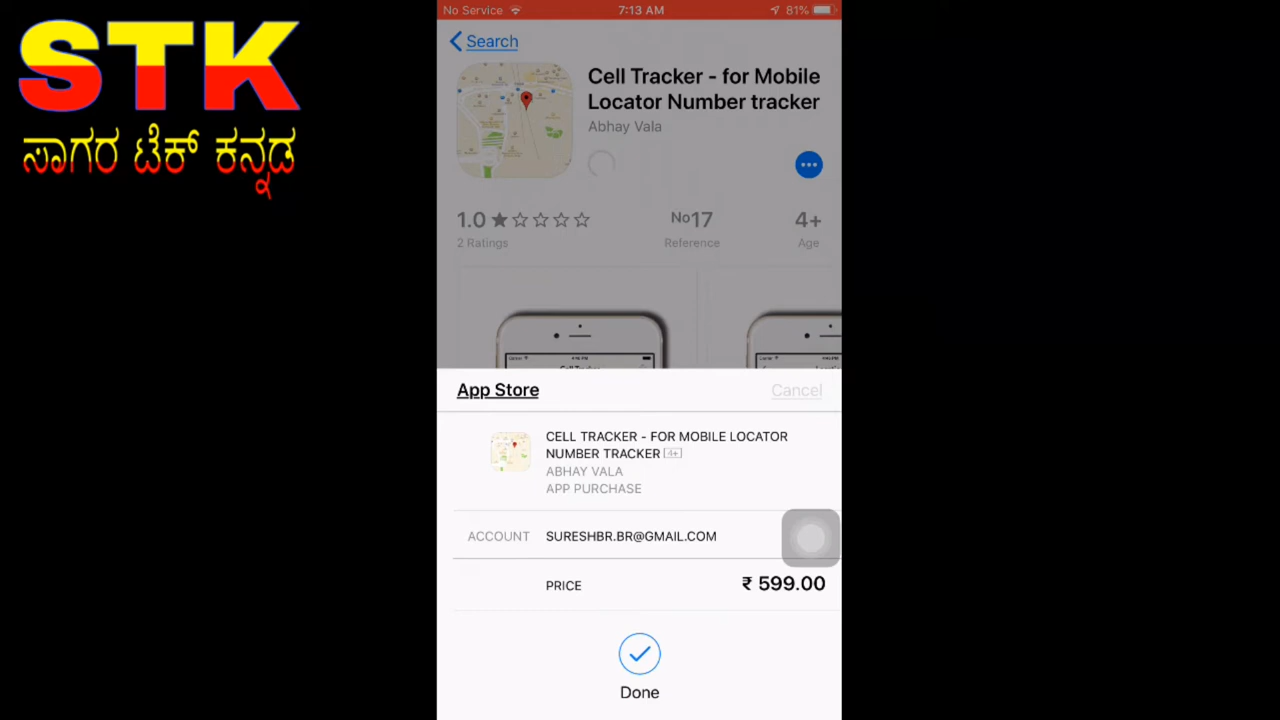 STK
ಸಾಗರ ಟೆಕ್ ಕನ್ನಡ
No Service 7:13 AM 81%
Search
Cell Tracker - for Mobile
Locator Number tracker
Abhay Vala
1.0 No17 4+
2 Ratings Reference Age
App Store Cancel
CELL TRACKER - FOR MOBILE LOCATOR
NUMBER TRACKER 4+
ABHAY VALA
APP PURCHASE
ACCOUNT SURESHBR.BR@GMAIL.COM
PRICE ₹ 599.00
Done